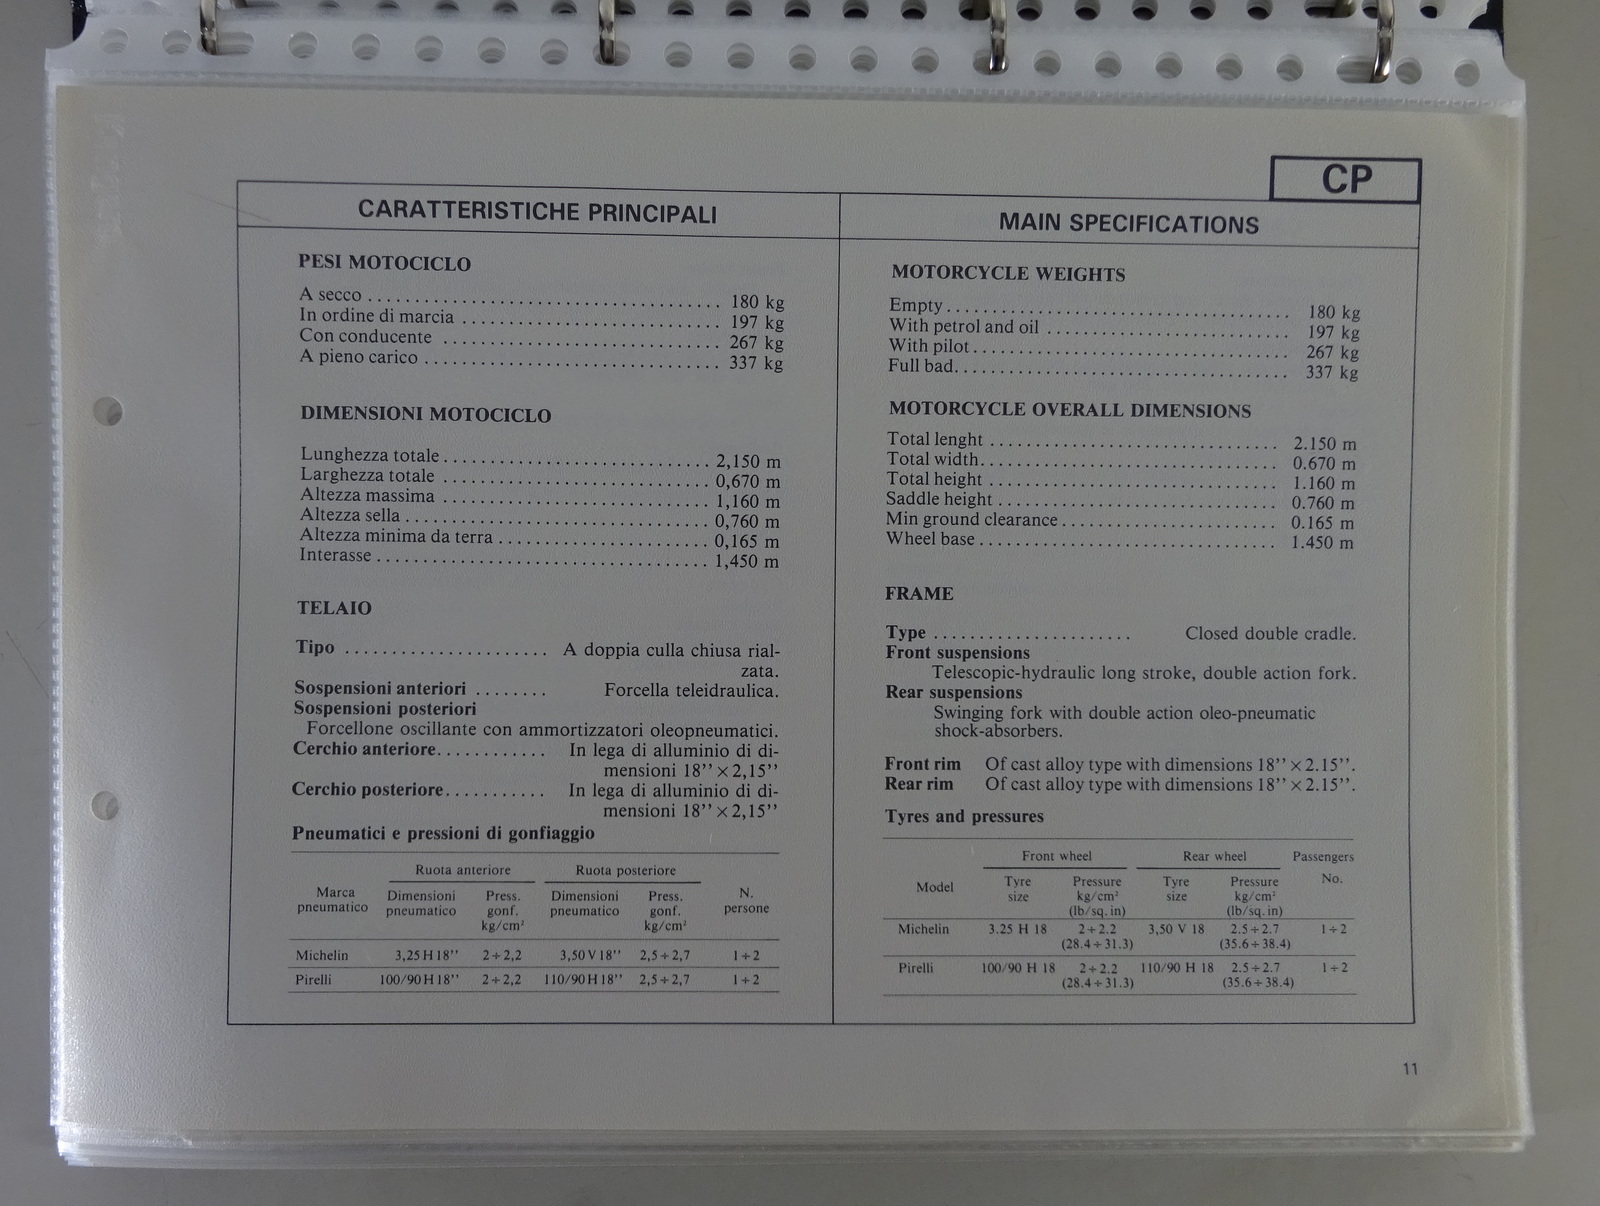 CP
CARATTERISTICHE PRINCIPALI
PESI MOTOCICLO
A secco ........ 180 kg
In ordine di marcia ........ 197 kg
Con conducente ........ 267 kg
A pieno carico ........ 337 kg
DIMENSIONI MOTOCICLO
Lunghezza totale ........ 2,150 m
Larghezza totale ........ 0,670 m
Altezza massima ........ 1,160 m
Altezza sella ........ 0,760 m
Altezza minima da terra ........ 0,165 m
Interasse ........ 1,450 m
TELAIO
Tipo ........ A doppia culla chiusa rial-
zata.
Sospensioni anteriori ........ Forcella teleidraulica.
Sospensioni posteriori
Forcellone oscillante con ammortizzatori oleopneumatici.
Cerchio anteriore ........ In lega di alluminio di di-
mensioni 18’’ × 2,15’’
Cerchio posteriore ........ In lega di alluminio di di-
mensioni 18’’ × 2,15’’
Pneumatici e pressioni di gonfiaggio
Ruota anteriore Ruota posteriore
Marca pneumatico Dimensioni pneumatico Press. gonf. kg/cm² Dimensioni pneumatico Press. gonf. kg/cm² N. persone
Michelin 3,25 H 18’’ 2 ÷ 2,2 3,50 V 18’’ 2,5 ÷ 2,7 1 ÷ 2
Pirelli 100/90 H 18’’ 2 ÷ 2,2 110/90 H 18’’ 2,5 ÷ 2,7 1 ÷ 2
MAIN SPECIFICATIONS
MOTORCYCLE WEIGHTS
Empty ........ 180 kg
With petrol and oil ........ 197 kg
With pilot ........ 267 kg
Full bad ........ 337 kg
MOTORCYCLE OVERALL DIMENSIONS
Total lenght ........ 2.150 m
Total width ........ 0.670 m
Total height ........ 1.160 m
Saddle height ........ 0.760 m
Min ground clearance ........ 0.165 m
Wheel base ........ 1.450 m
FRAME
Type ........ Closed double cradle.
Front suspensions
Telescopic-hydraulic long stroke, double action fork.
Rear suspensions
Swinging fork with double action oleo-pneumatic
shock-absorbers.
Front rim Of cast alloy type with dimensions 18’’ × 2.15’’.
Rear rim Of cast alloy type with dimensions 18’’ × 2.15’’.
Tyres and pressures
Front wheel Rear wheel Passengers
Model Tyre size Pressure kg/cm² (lb/sq. in) Tyre size Pressure kg/cm² (lb/sq. in) No.
Michelin 3.25 H 18 2 ÷ 2.2 3,50 V 18 2.5 ÷ 2.7 1 ÷ 2
(28.4 ÷ 31.3) (35.6 ÷ 38.4)
Pirelli 100/90 H 18 2 ÷ 2.2 110/90 H 18 2.5 ÷ 2.7 1 ÷ 2
(28.4 ÷ 31.3) (35.6 ÷ 38.4)
11